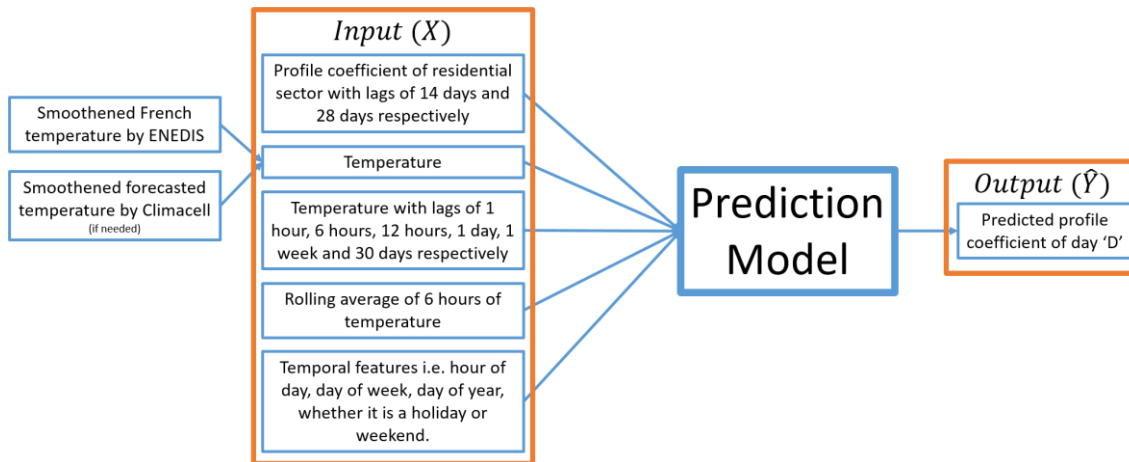 Smoothened French
temperature by ENEDIS
Smoothened forecasted
temperature by Climacell
(if needed)
Input (X)
Profile coefficient of residential
sector with lags of 14 days and
28 days respectively
Temperature
Temperature with lags of 1
hour, 6 hours, 12 hours, 1 day, 1
week and 30 days respectively
Rolling average of 6 hours of
temperature
Temporal features i.e. hour of
day, day of week, day of year,
whether it is a holiday or
weekend.
Prediction
Model
Output (Ŷ)
Predicted profile
coefficient of day ‘D’